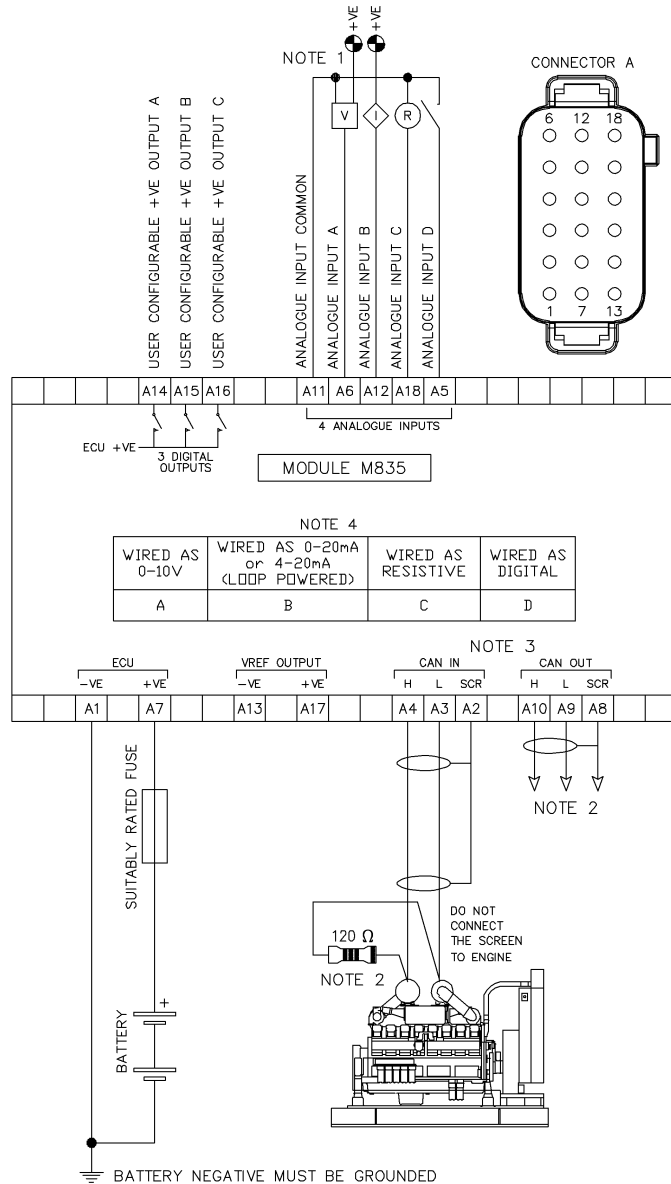 +VE
+VE
NOTE 1
CONNECTOR A
6 12 18
1 7 13
USER CONFIGURABLE +VE OUTPUT A
USER CONFIGURABLE +VE OUTPUT B
USER CONFIGURABLE +VE OUTPUT C
V
I
R
ANALOGUE INPUT COMMON
ANALOGUE INPUT A
ANALOGUE INPUT B
ANALOGUE INPUT C
ANALOGUE INPUT D
A14 A15 A16
A11 A6 A12 A18 A5
ECU +VE
3 DIGITAL
OUTPUTS
4 ANALOGUE INPUTS
MODULE M835
NOTE 4
WIRED AS
0-10V
WIRED AS 0-20mA
or 4-20mA
(LOOP POWERED)
WIRED AS
RESISTIVE
WIRED AS
DIGITAL
A B C D
NOTE 3
ECU
-VE +VE
VREF OUTPUT
-VE +VE
CAN IN
H L SCR
CAN OUT
H L SCR
A1 A7 A13 A17 A4 A3 A2 A10 A9 A8
NOTE 2
SUITABLY RATED FUSE
DO NOT
CONNECT
THE SCREEN
TO ENGINE
120 Ω
NOTE 2
+
BATTERY
BATTERY NEGATIVE MUST BE GROUNDED